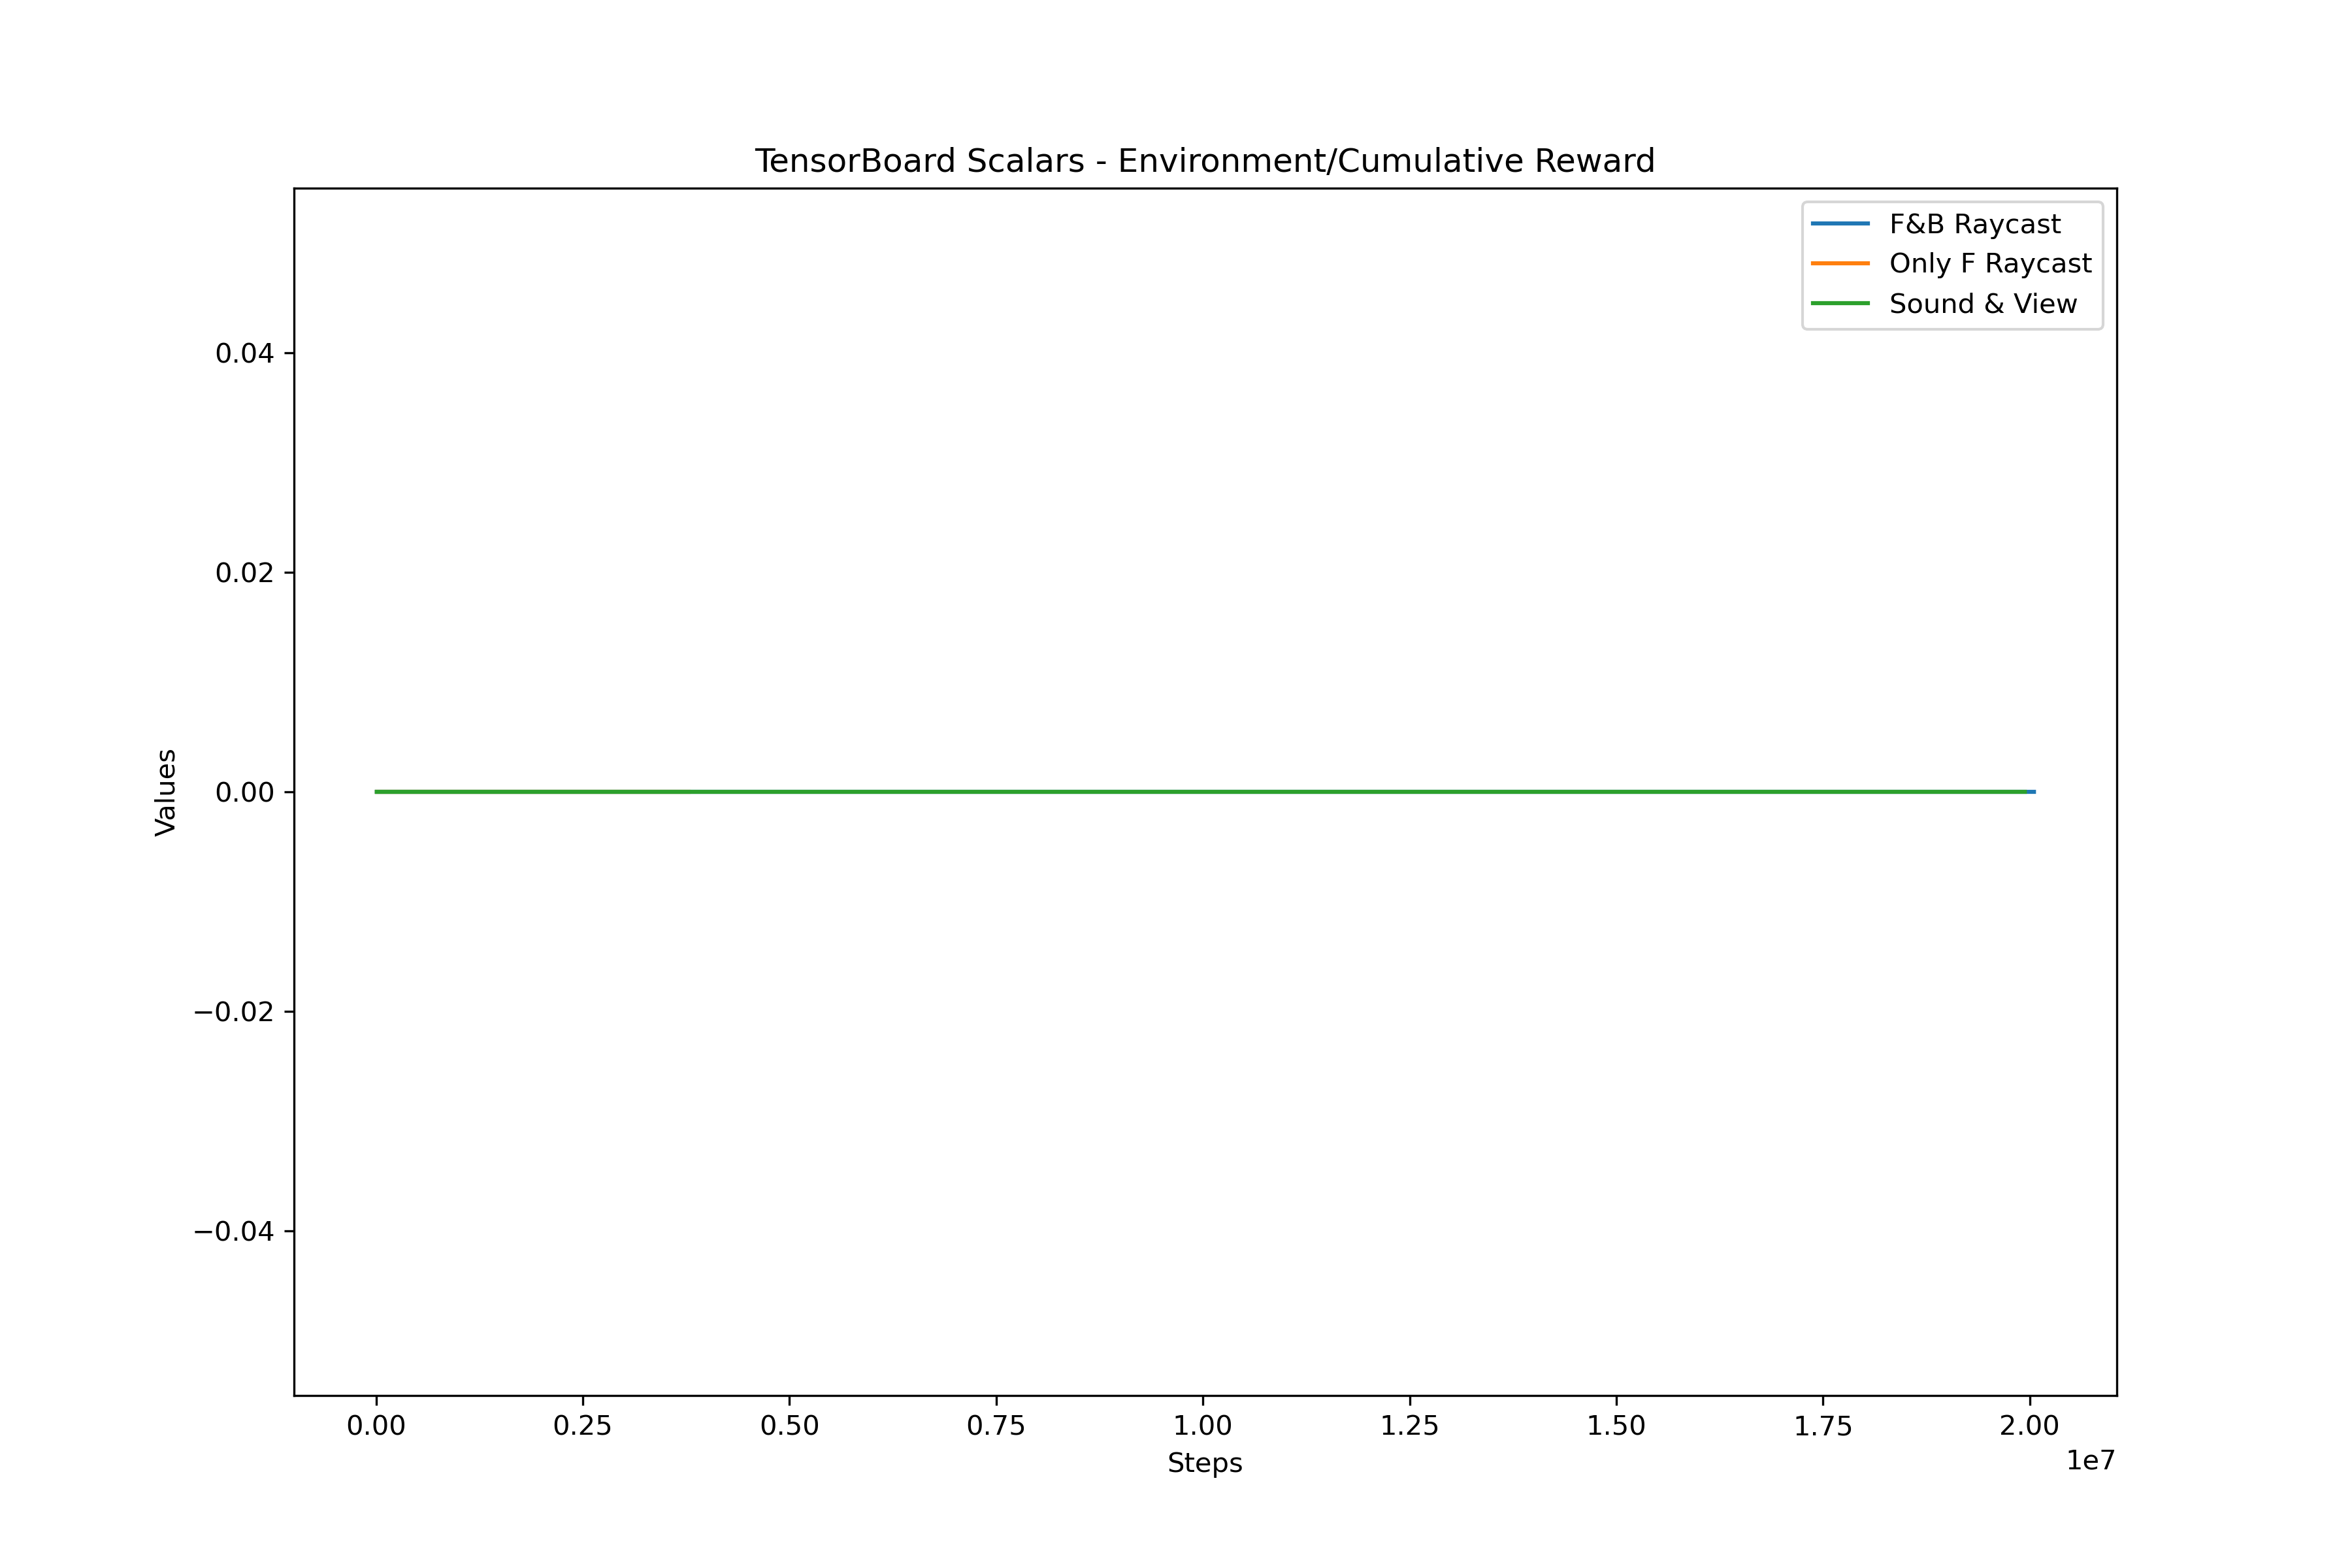 TensorBoard Scalars - Environment/Cumulative Reward
F&B Raycast
Only F Raycast
Sound & View
0.04
0.02
0.00
−0.02
−0.04
Values
0.00 0.25 0.50 0.75 1.00 1.25 1.50 1.75 2.00
Steps
1e7